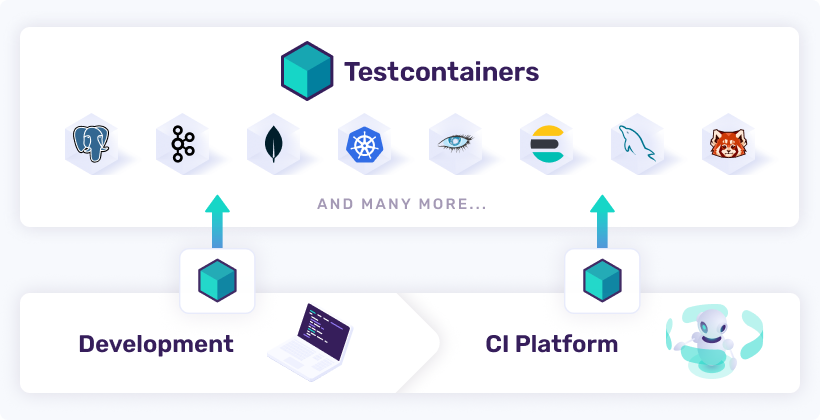 Testcontainers
AND MANY MORE...
Development
CI Platform